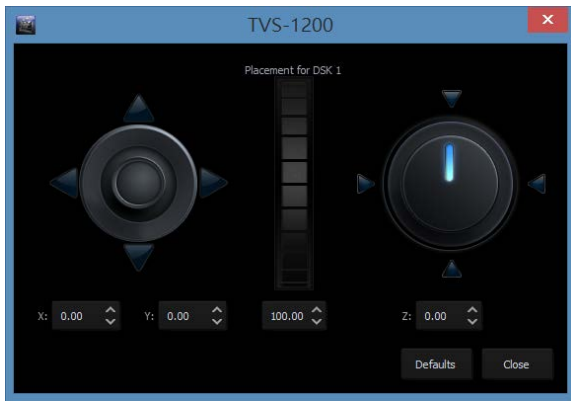 TVS-1200
Placement for DSK 1
X: 0.00 Y: 0.00 100.00 Z: 0.00
Defaults Close